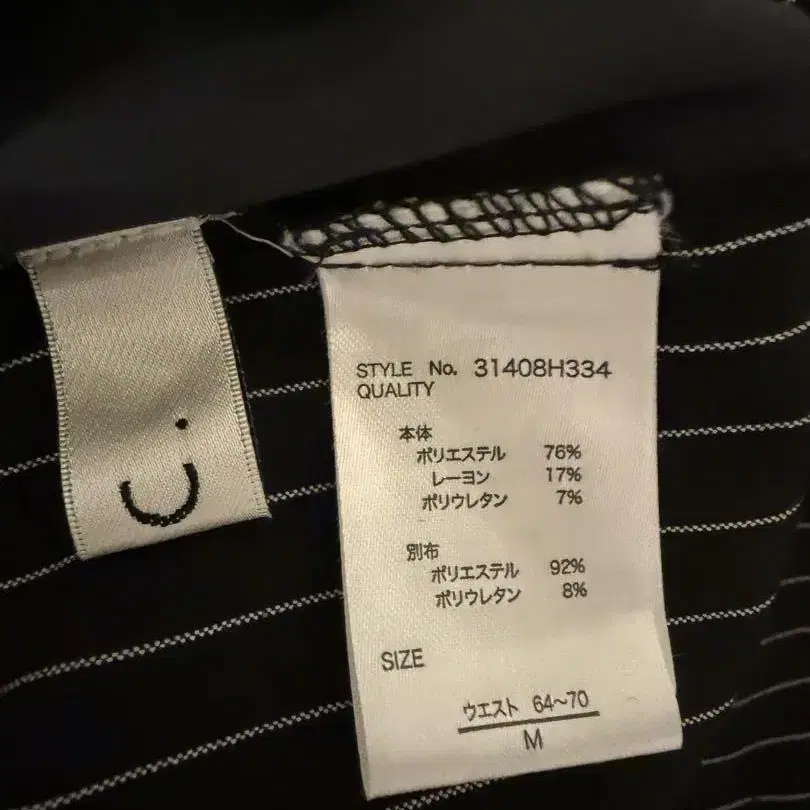 STYLE No. 31408H334
QUALITY
本体
ポリエステル 76%
レーヨン 17%
ポリウレタン 7%
別布
ポリエステル 92%
ポリウレタン 8%
SIZE
ウエスト 64~70
M